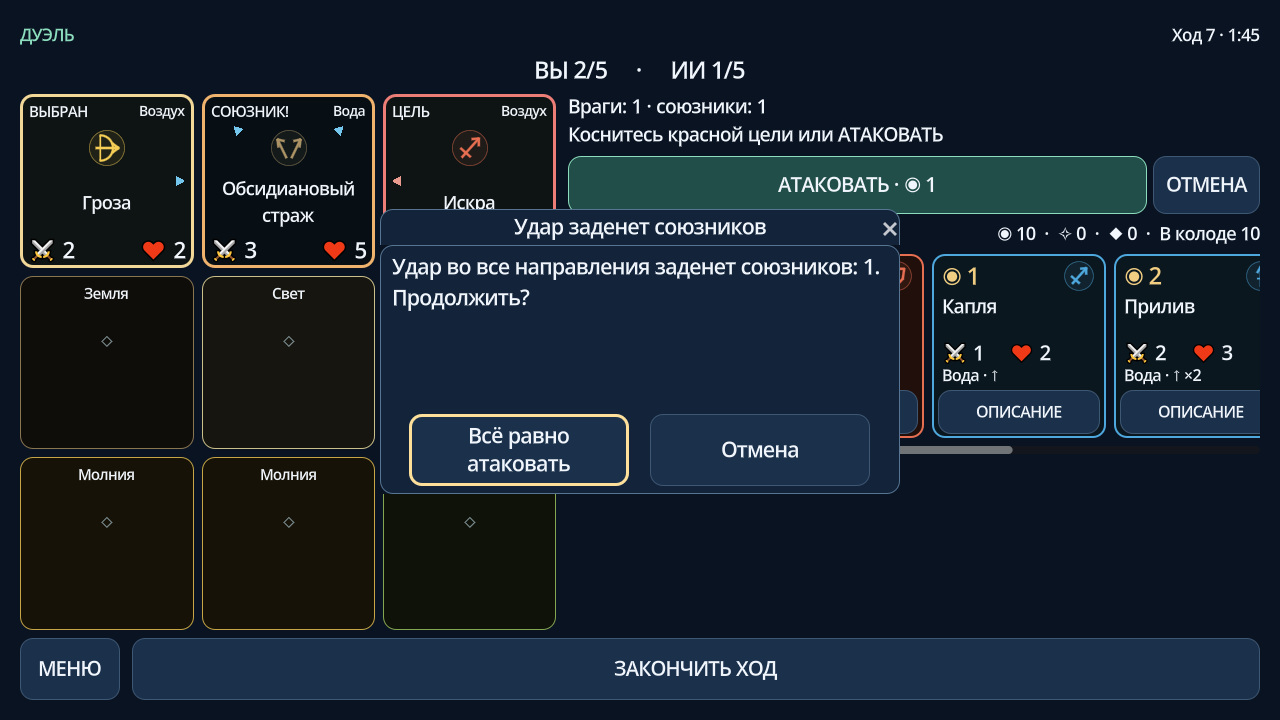 ДУЭЛЬ
Ход 7 · 1:45
ВЫ 2/5 · ИИ 1/5
ВЫБРАН Воздух
Гроза
2 2
СОЮЗНИК! Вода
Обсидиановый
страж
3 5
ЦЕЛЬ Воздух
Искра
Враги: 1 · союзники: 1
Коснитесь красной цели или АТАКОВАТЬ
АТАКОВАТЬ · ◉ 1
ОТМЕНА
◉ 10 · ✧ 0 · ◆ 0 · В колоде 10
Удар заденет союзников ×
Удар во все направления заденет союзников: 1.
Продолжить?
Всё равно
атаковать
Отмена
◉ 1
Капля
1 2
Вода · ↑
ОПИСАНИЕ
◉ 2
Прилив
2 3
Вода · ↑ ×2
ОПИСАНИЕ
Земля
Свет
Молния
Молния
МЕНЮ
ЗАКОНЧИТЬ ХОД